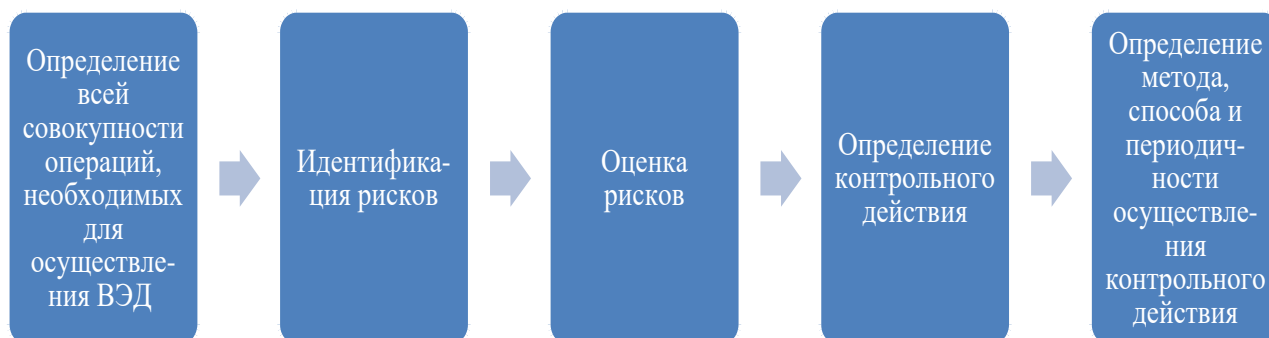 Определение
всей
совокупности
операций,
необходимых
для
осуществле-
ния ВЭД
Идентифика-
ция рисков
Оценка
рисков
Определение
контрольного
действия
Определение
метода,
способа и
периодич-
ности
осуществле-
ния
контрольного
действия